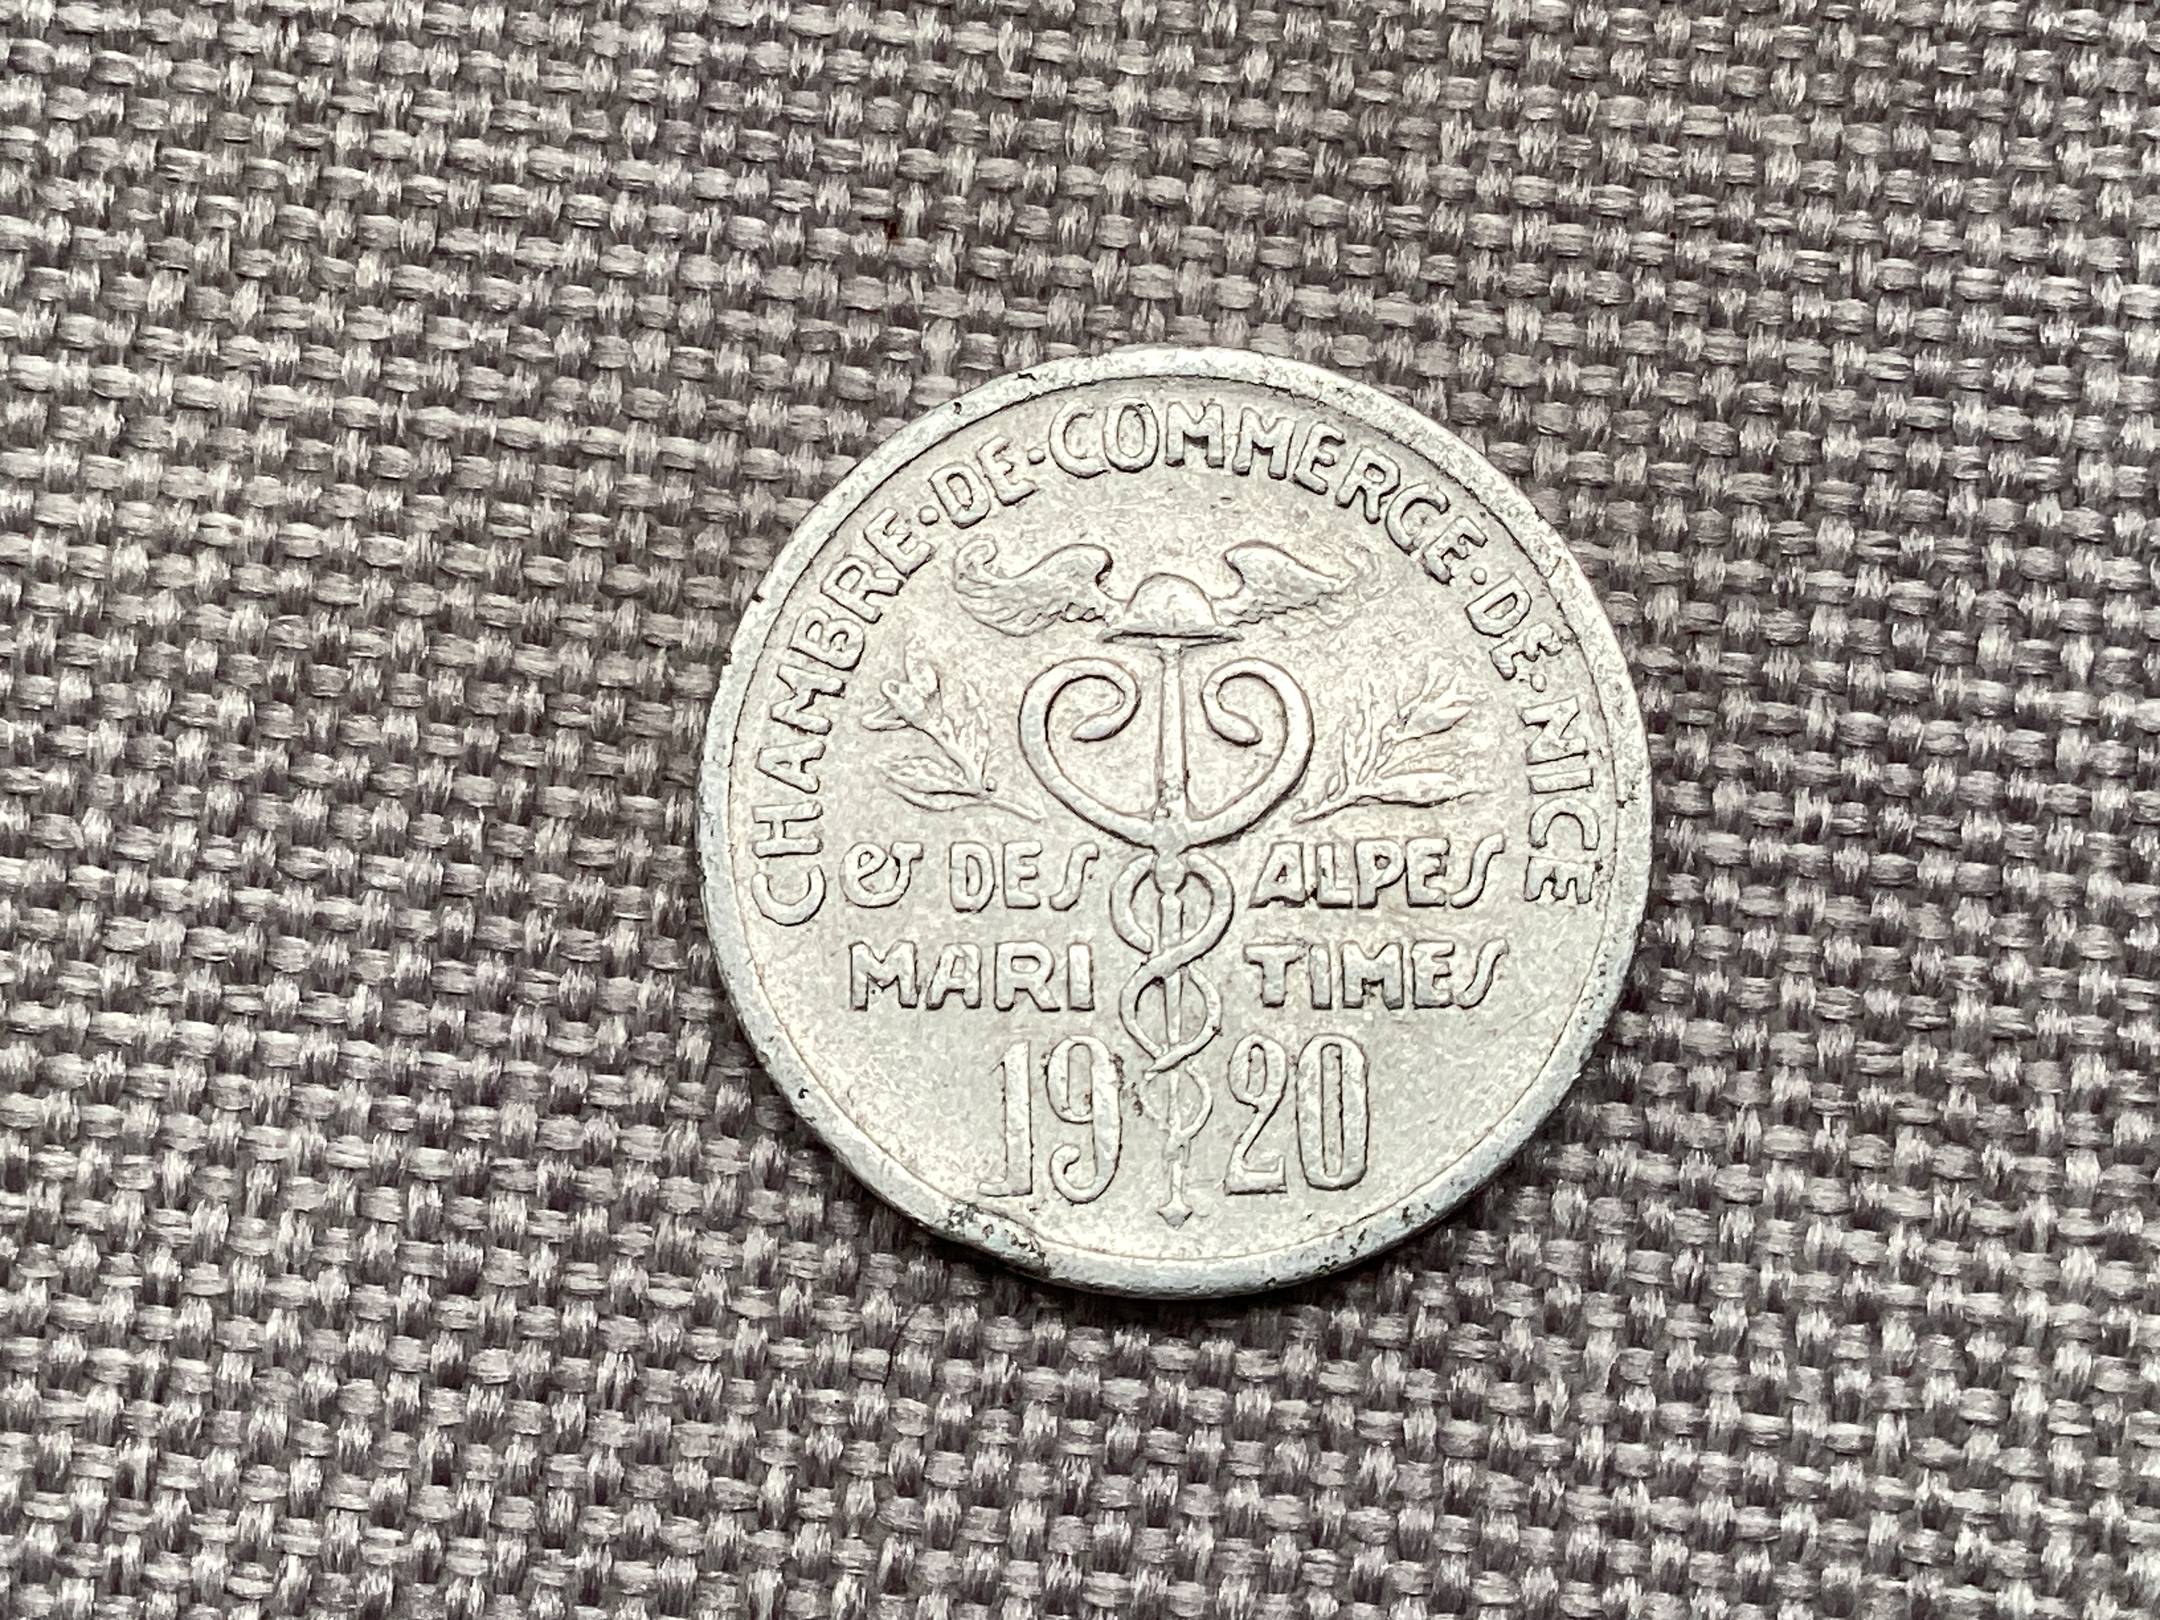 CHAMBRE·DE·COMMERCE·DE·NICE
et DES ALPES
MARI TIMES
1920